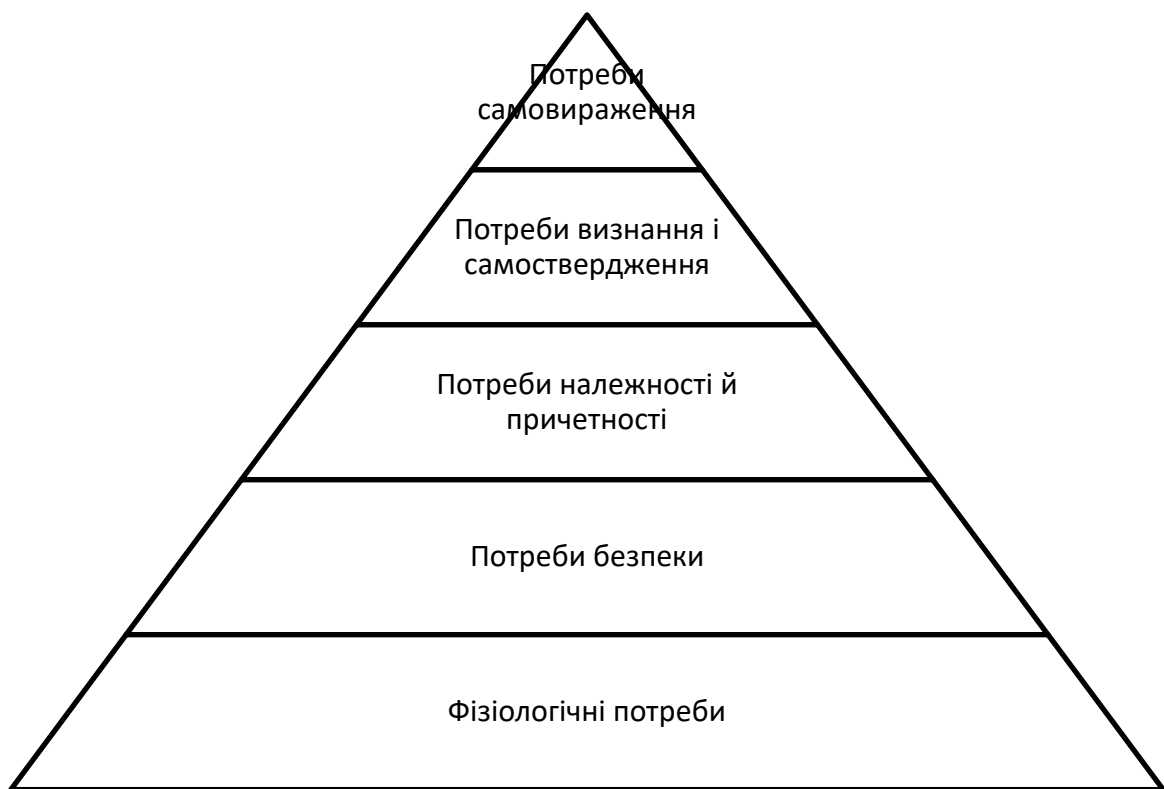 Потреби
самовираження
Потреби визнання і
самоствердження
Потреби належності й
причетності
Потреби безпеки
Фізіологічні потреби